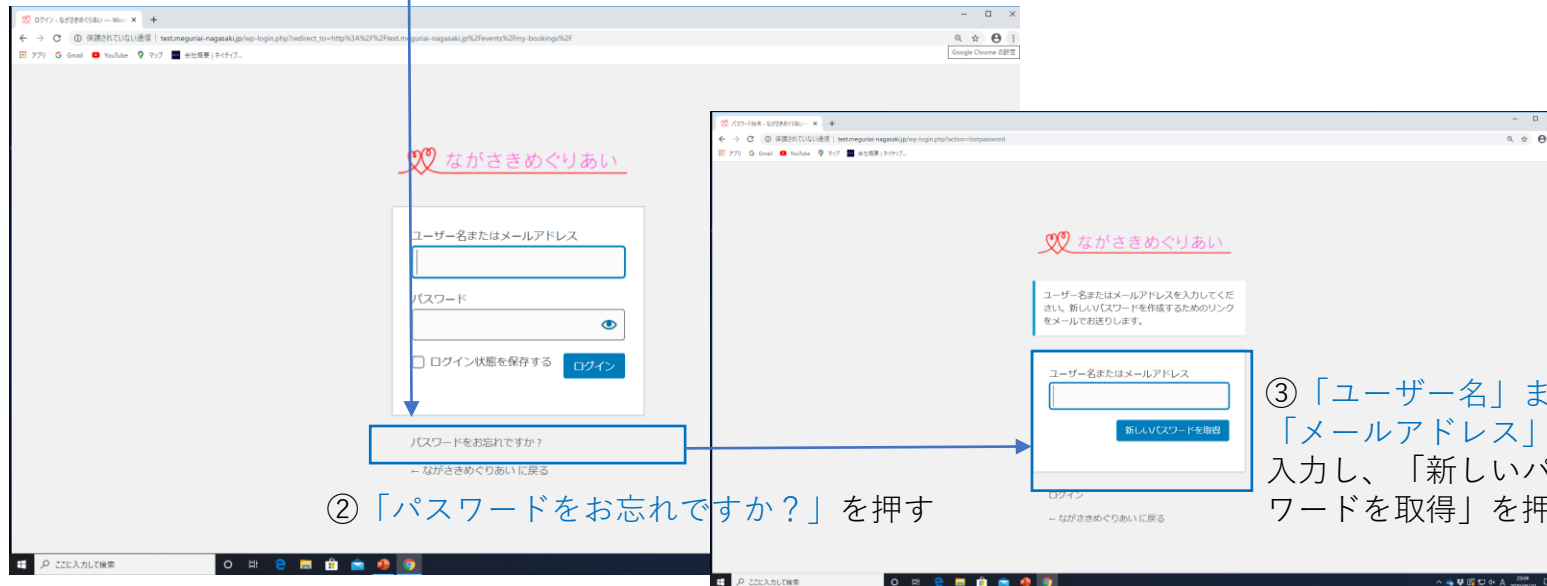 ログイン ‹ ながさきめぐりあい — Wor
保護されていない通信 | test.meguriai-nagasaki.jp/wp-login.php?redirect_to=http%3A%2F%2Ftest.meguriai-nagasaki.jp%2Fevents%2Fmy-bookings%2F
アプリ Gmail YouTube マップ 会社概要 | ネイティブ...
Google Chrome の設定
ながさきめぐりあい
ユーザー名またはメールアドレス
パスワード
ログイン状態を保存する ログイン
パスワードをお忘れですか ?
← ながさきめぐりあい に戻る
②「パスワードをお忘れですか？」を押す
ここに入力して検索
パスワード紛失 ‹ ながさきめぐりあい
保護されていない通信 | test.meguriai-nagasaki.jp/wp-login.php?action=lostpassword
アプリ Gmail YouTube マップ 会社概要 | ネイティブ...
ながさきめぐりあい
ユーザー名またはメールアドレスを入力してくだ
さい。新しいパスワードを作成するためのリンク
をメールでお送りします。
ユーザー名またはメールアドレス
新しいパスワードを取得
ログイン
← ながさきめぐりあい に戻る
③「ユーザー名」ま
「メールアドレス」
入力し、「新しいパ
ワードを取得」を押
ここに入力して検索